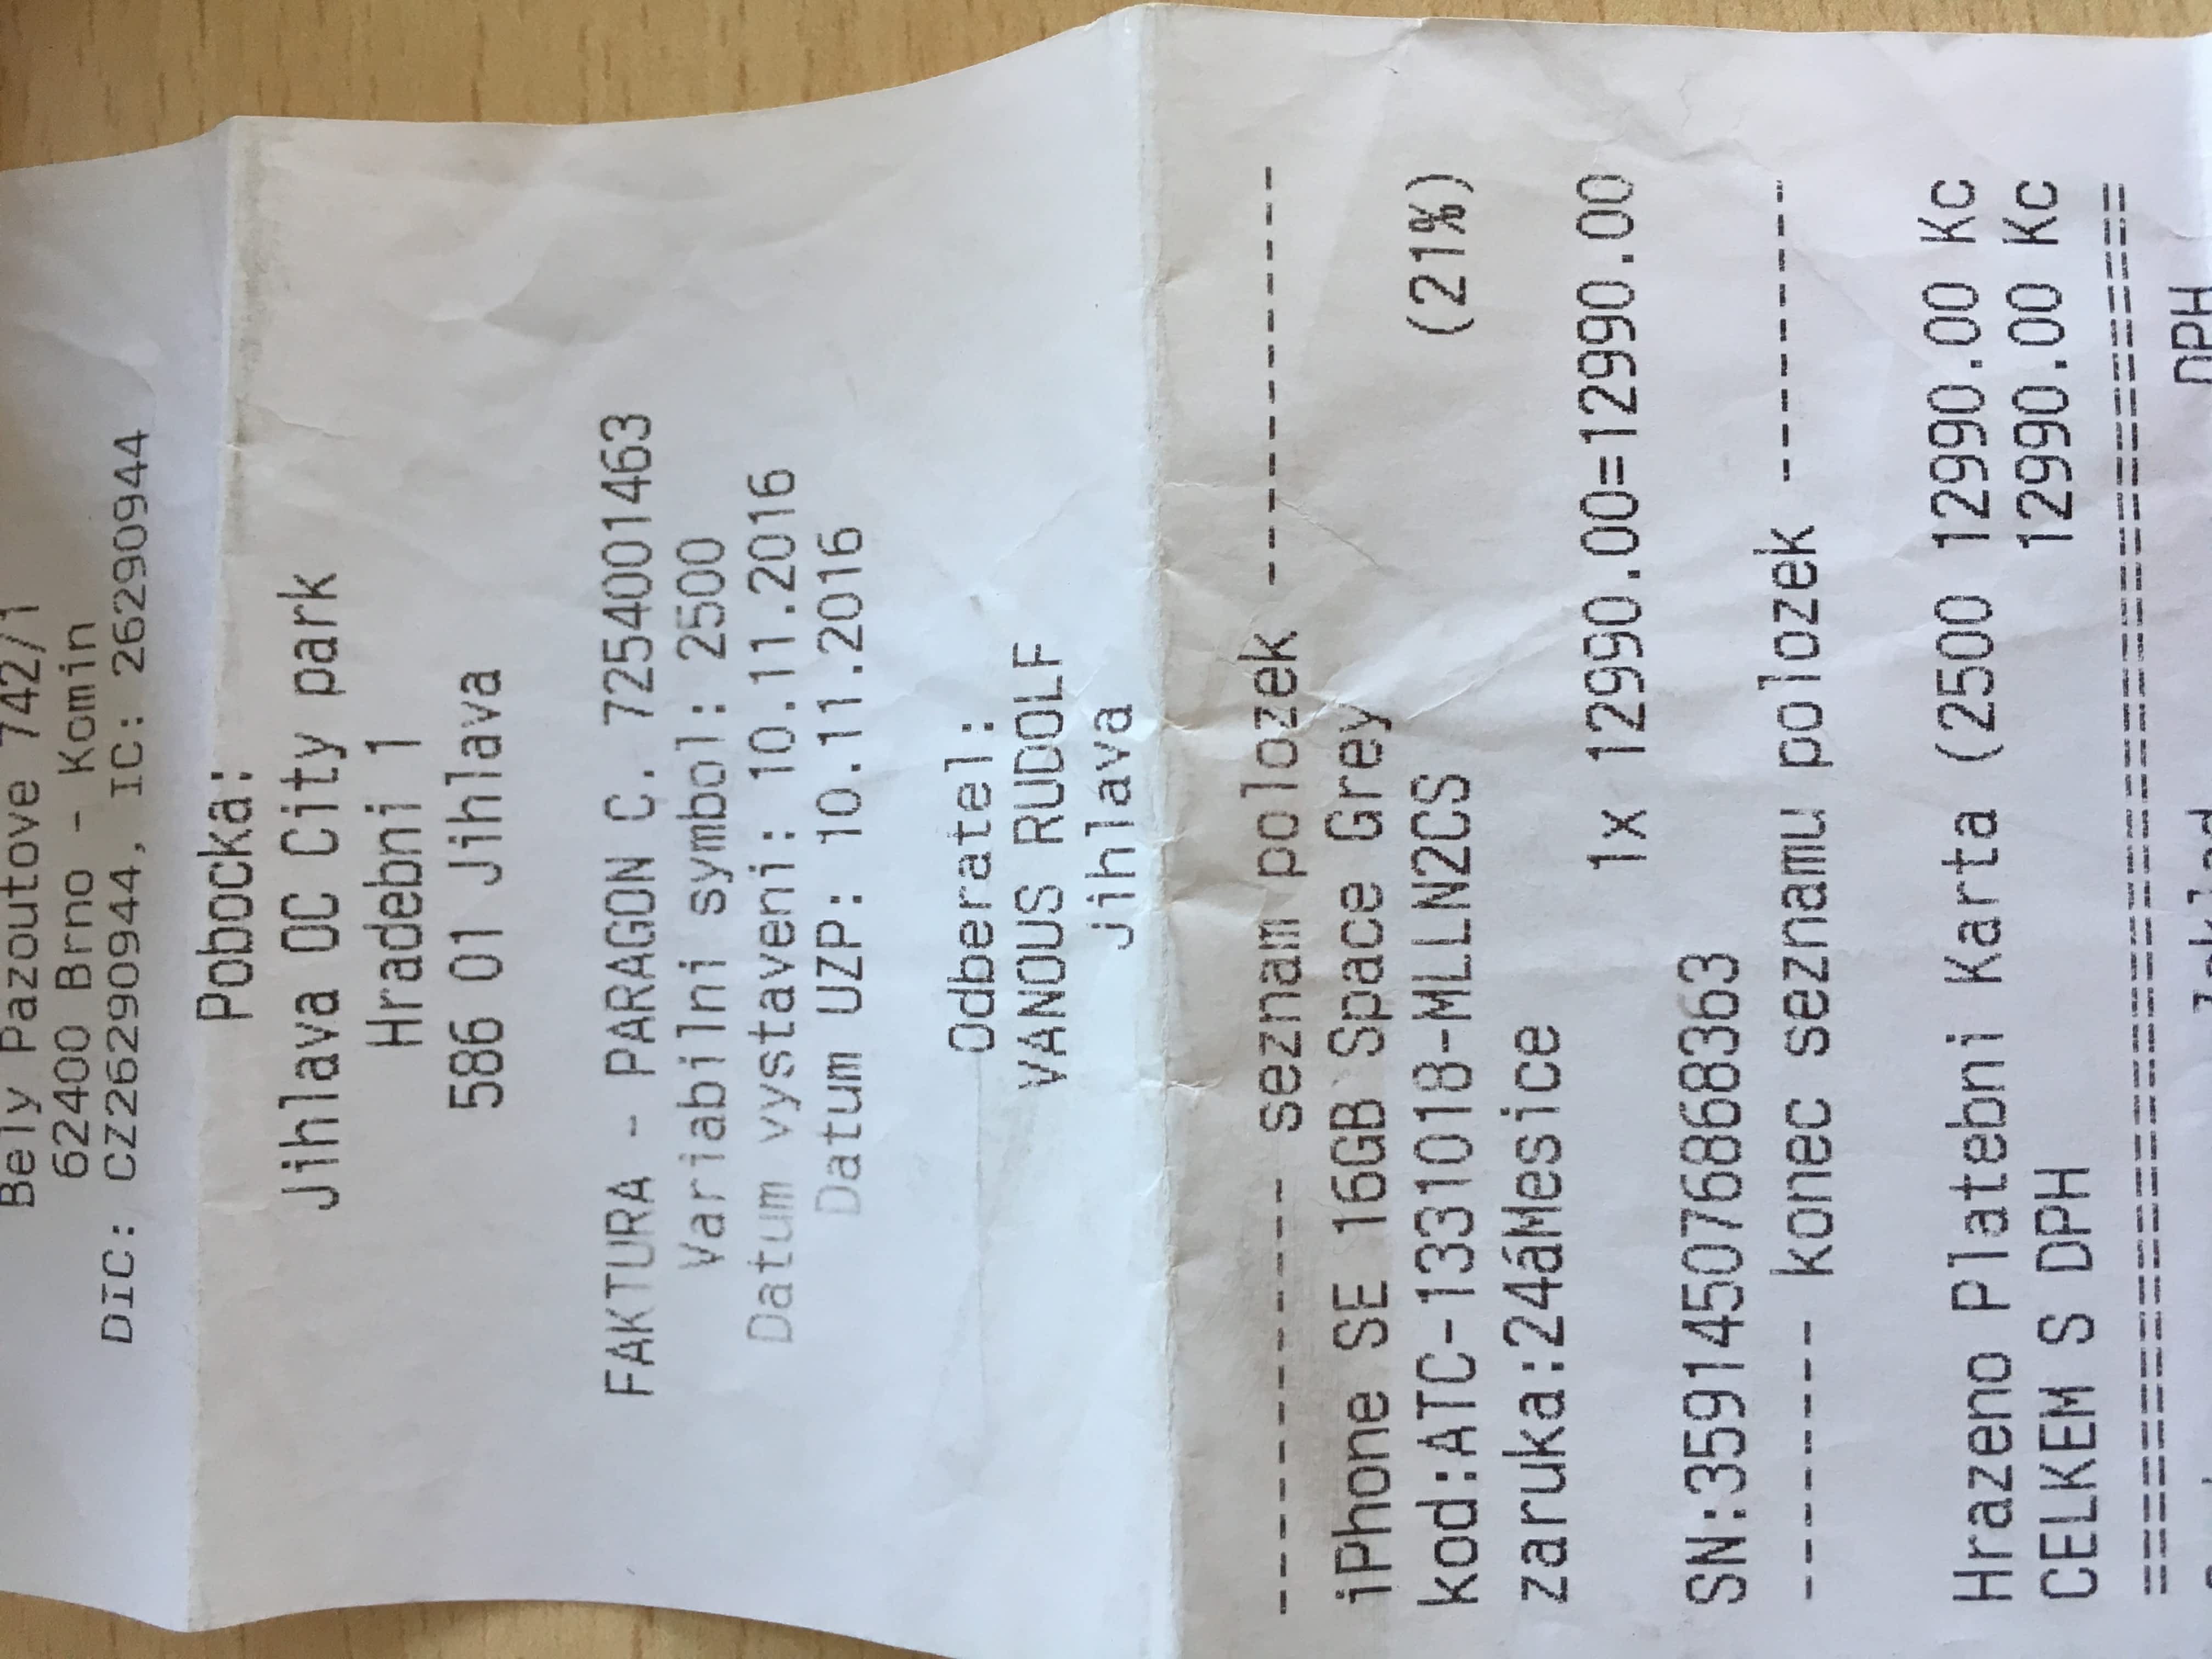 Bely Pazoutove 742/1
62400 Brno - Komin
DIC: CZ26290944, IC: 26290944
Pobocka:
Jihlava OC City park
Hradebni 1
586 01 Jihlava
FAKTURA - PARAGON C. 7254001463
Variabilni symbol: 2500
Datum vystaveni: 10.11.2016
Datum UZP: 10.11.2016
Odberatel:
VANOUS RUDOLF
Jihlava
---------- seznam polozek ---------------
iPhone SE 16GB Space Grey
kod:ATC-1331018-MLLN2CS (21%)
zaruka:24áMesice
1x 12990.00=12990.00
SN:359145076868363
-------- konec seznamu polozek ----------
Hrazeno Platebni Karta (2500 12990.00 Kc
CELKEM S DPH 12990.00 Kc
========================================
DPH